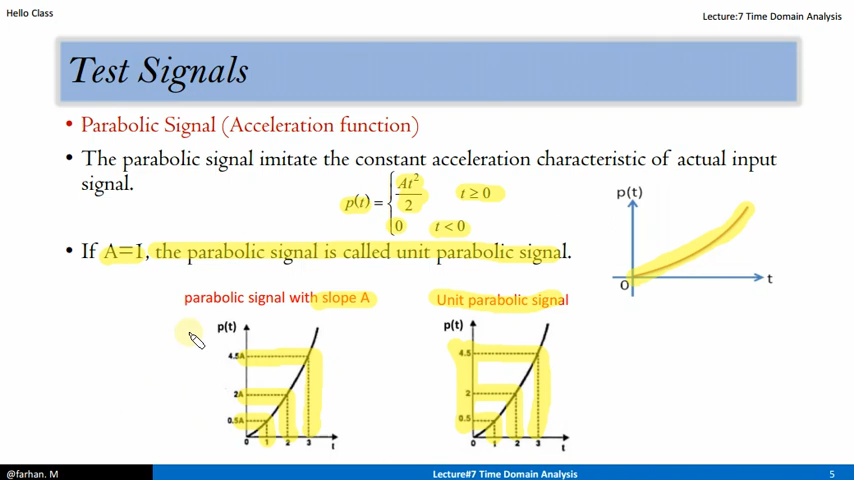 Hello Class
Lecture:7 Time Domain Analysis
Test Signals
• Parabolic Signal (Acceleration function)
• The parabolic signal imitate the constant acceleration characteristic of actual input
signal.
p(t) = { At²/2 t ≥ 0
0 t < 0
• If A=1, the parabolic signal is called unit parabolic signal.
p(t)
0
t
parabolic signal with slope A
p(t)
4.5A
2A
0.5A
0 1 2 3 t
Unit parabolic signal
p(t)
4.5
2
0.5
0 1 2 3 t
@farhan. M
Lecture#7 Time Domain Analysis
5